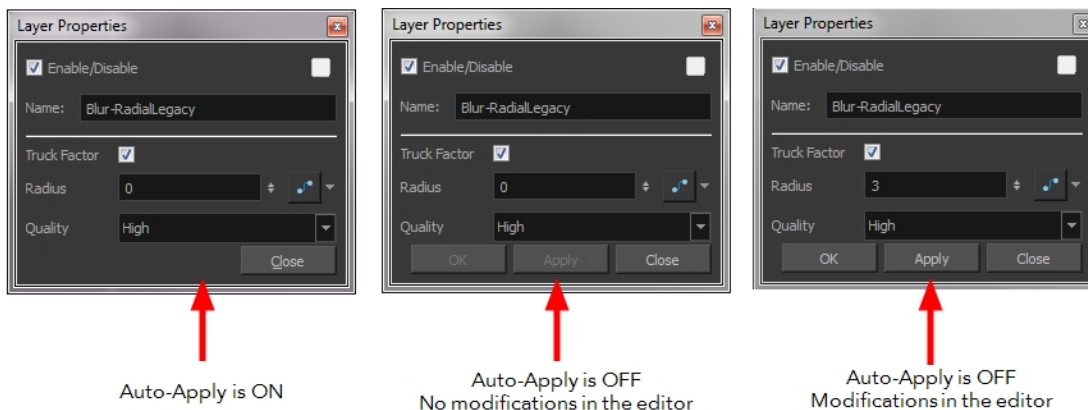 Layer Properties
Enable/Disable
Name: Blur-RadialLegacy
Truck Factor
Radius 0
Quality High
Close
Auto-Apply is ON
Layer Properties
Enable/Disable
Name: Blur-RadialLegacy
Truck Factor
Radius 0
Quality High
OK Apply Close
Auto-Apply is OFF
No modifications in the editor
Layer Properties
Enable/Disable
Name: Blur-RadialLegacy
Truck Factor
Radius 3
Quality High
OK Apply Close
Auto-Apply is OFF
Modifications in the editor